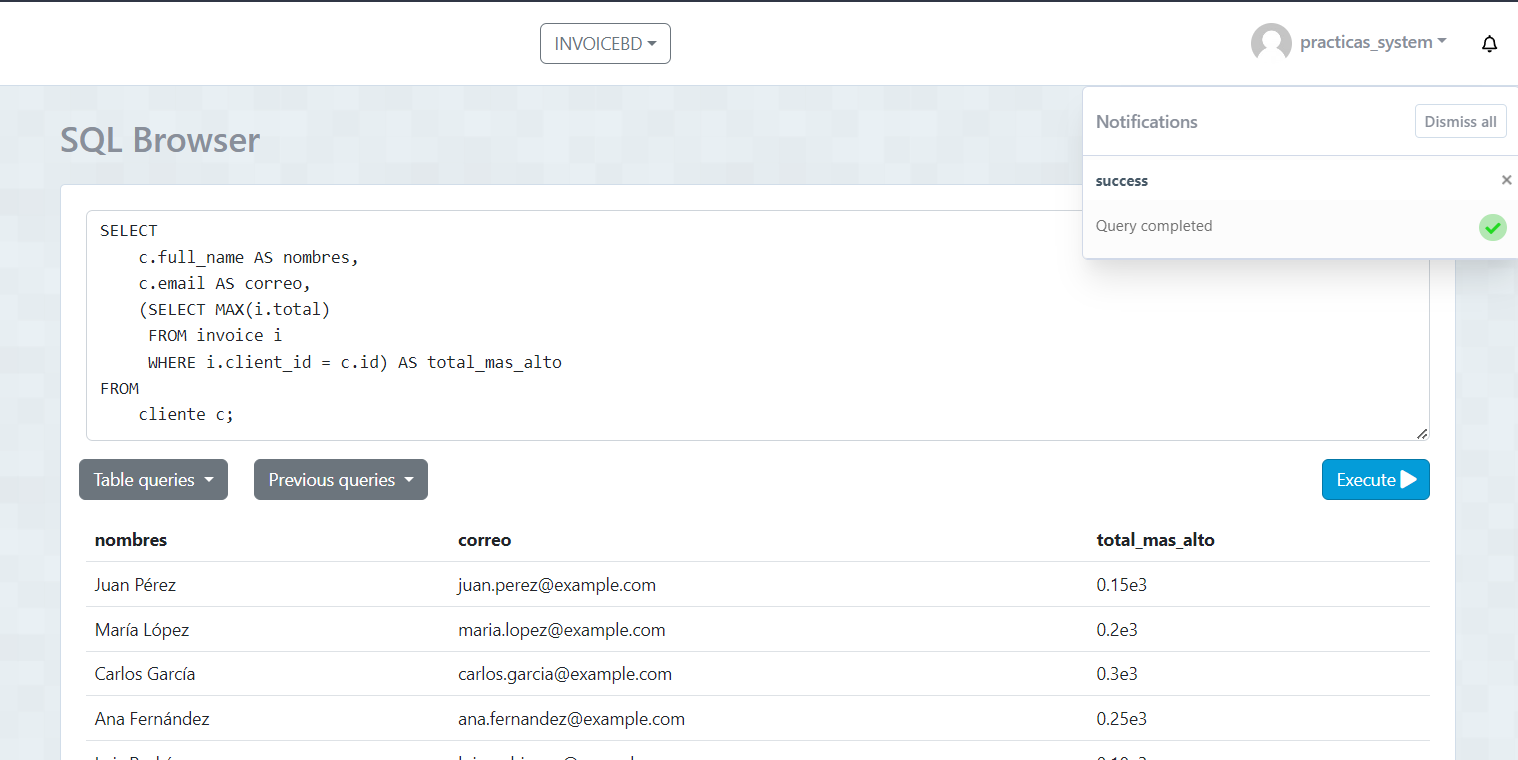 INVOICEBD
practicas_system
SQL Browser
Notifications
Dismiss all
success
×
Query completed
SELECT
    c.full_name AS nombres,
    c.email AS correo,
    (SELECT MAX(i.total)
     FROM invoice i
     WHERE i.client_id = c.id) AS total_mas_alto
FROM
    cliente c;
Table queries
Previous queries
Execute
nombres correo total_mas_alto
Juan Pérez juan.perez@example.com 0.15e3
María López maria.lopez@example.com 0.2e3
Carlos García carlos.garcia@example.com 0.3e3
Ana Fernández ana.fernandez@example.com 0.25e3